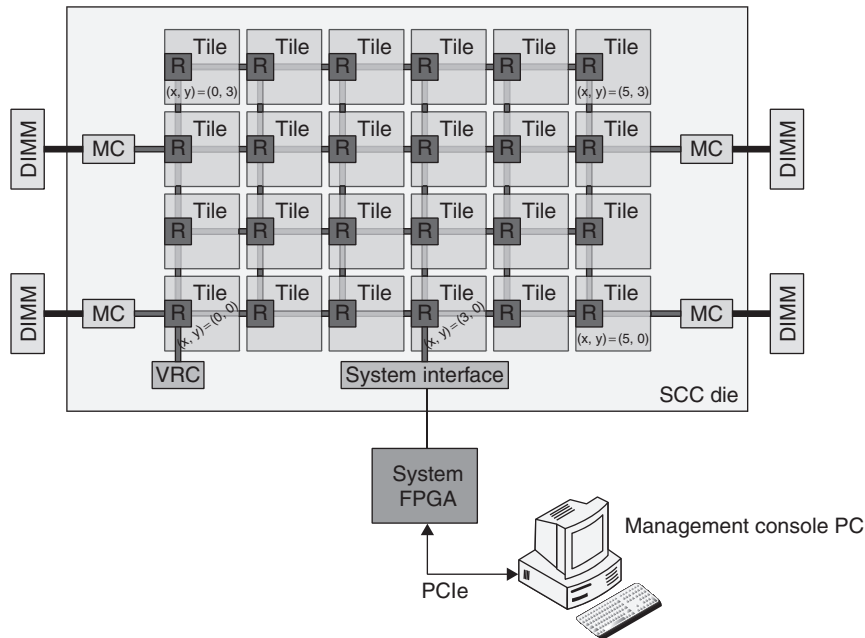 Tile Tile Tile Tile Tile Tile
R R R R R R
(x, y)=(0, 3) (x, y)=(5, 3)
Tile Tile Tile Tile Tile Tile
DIMM MC R R R R R R MC DIMM
Tile Tile Tile Tile Tile Tile
R R R R R R
Tile Tile Tile Tile Tile Tile
DIMM MC R R R R R R MC DIMM
(x, y)=(0, 0) (x, y)=(3, 0) (x, y)=(5, 0)
VRC System interface
SCC die
System
FPGA
Management console PC
PCIe